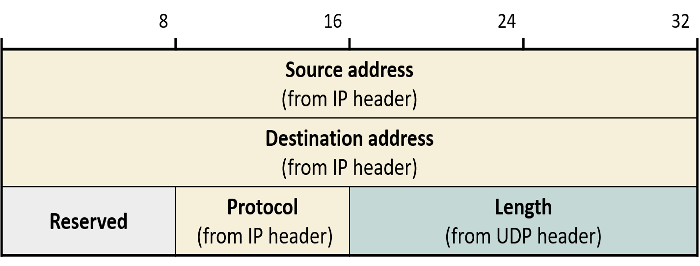 8 16 24 32
Source address
(from IP header)
Destination address
(from IP header)
Reserved
Protocol
(from IP header)
Length
(from UDP header)